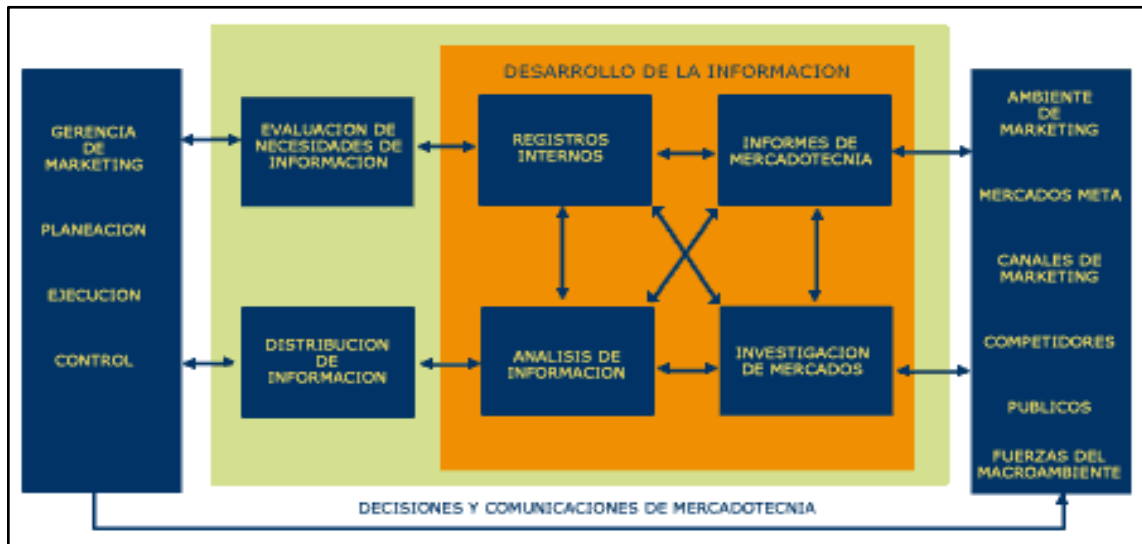 DESARROLLO DE LA INFORMACION
GERENCIA
DE
MARKETING
PLANEACION
EJECUCION
CONTROL
EVALUACION DE
NECESIDADES DE
INFORMACION
REGISTROS
INTERNOS
INFORMES DE
MERCADOTECNIA
DISTRIBUCION
DE
INFORMACION
ANALISIS DE
INFORMACION
INVESTIGACION
DE MERCADOS
AMBIENTE
DE
MARKETING
MERCADOS META
CANALES DE
MARKETING
COMPETIDORES
PUBLICOS
FUERZAS DEL
MACROAMBIENTE
DECISIONES Y COMUNICACIONES DE MERCADOTECNIA